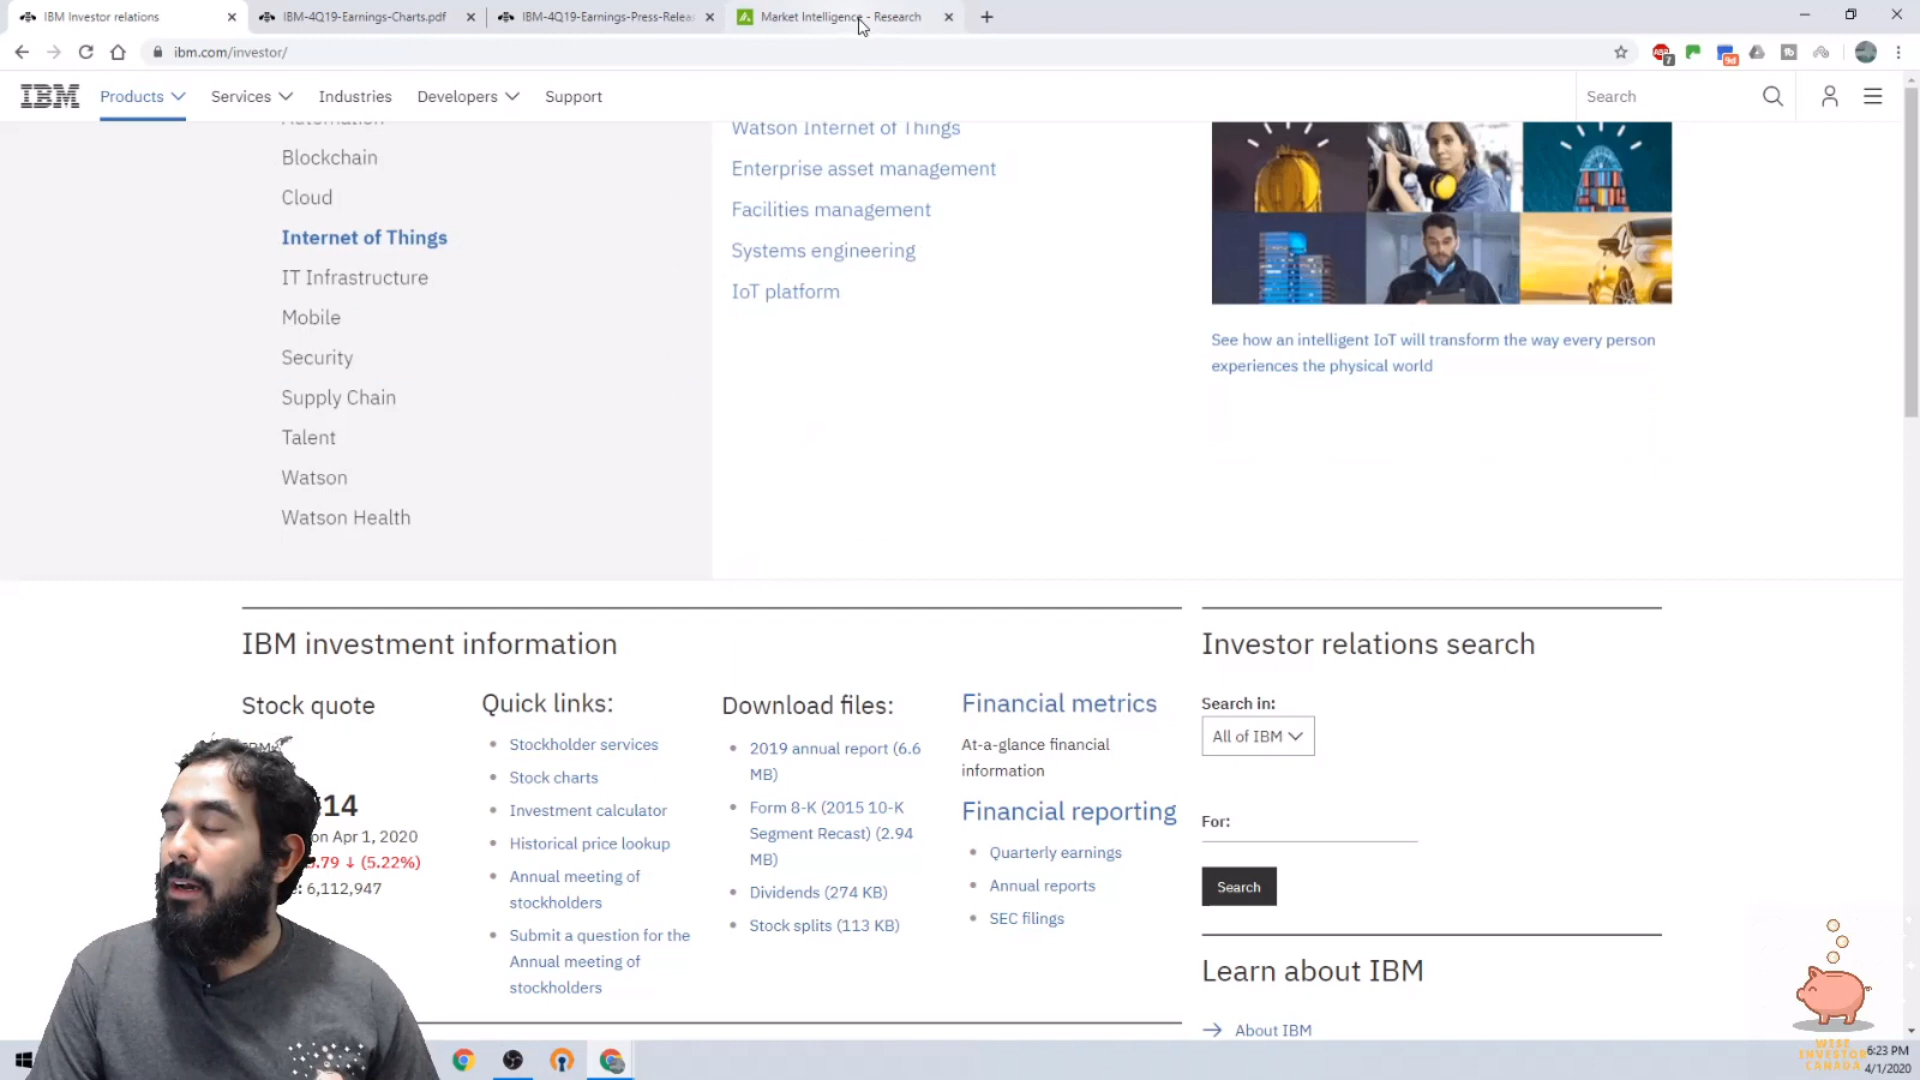 IBM Investor relations
IBM-4Q19-Earnings-Charts.pdf
IBM-4Q19-Earnings-Press-Relea
Market Intelligence - Research
ibm.com/investor/
7
9d
IBM
Products
Services
Industries
Developers
Support
Search
Automation
Blockchain
Cloud
Internet of Things
IT Infrastructure
Mobile
Security
Supply Chain
Talent
Watson
Watson Health
Watson Internet of Things
Enterprise asset management
Facilities management
Systems engineering
IoT platform
See how an intelligent IoT will transform the way every person
experiences the physical world
IBM investment information
Stock quote
IBM
14
on Apr 1, 2020
.79 ↓ (5.22%)
: 6,112,947
Quick links:
• Stockholder services
• Stock charts
• Investment calculator
• Historical price lookup
• Annual meeting of
stockholders
• Submit a question for the
Annual meeting of
stockholders
Download files:
• 2019 annual report (6.6
MB)
• Form 8-K (2015 10-K
Segment Recast) (2.94
MB)
• Dividends (274 KB)
• Stock splits (113 KB)
Financial metrics
At-a-glance financial
information
Financial reporting
• Quarterly earnings
• Annual reports
• SEC filings
Investor relations search
Search in:
All of IBM
For:
Search
Learn about IBM
→ About IBM
WISE
INVESTOR
CANADA
6:23 PM
4/1/2020